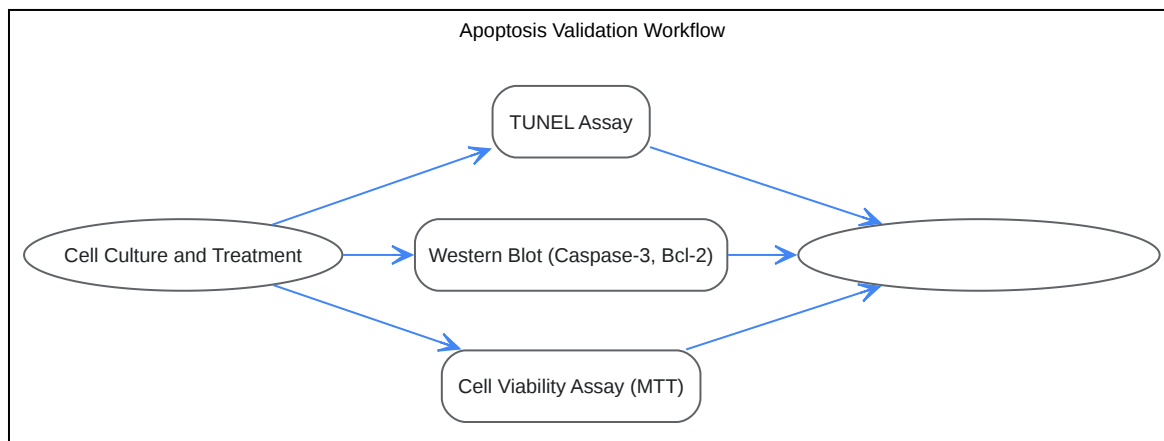 Apoptosis Validation Workflow
TUNEL Assay
Cell Culture and Treatment
Western Blot (Caspase-3, Bcl-2)
Cell Viability Assay (MTT)